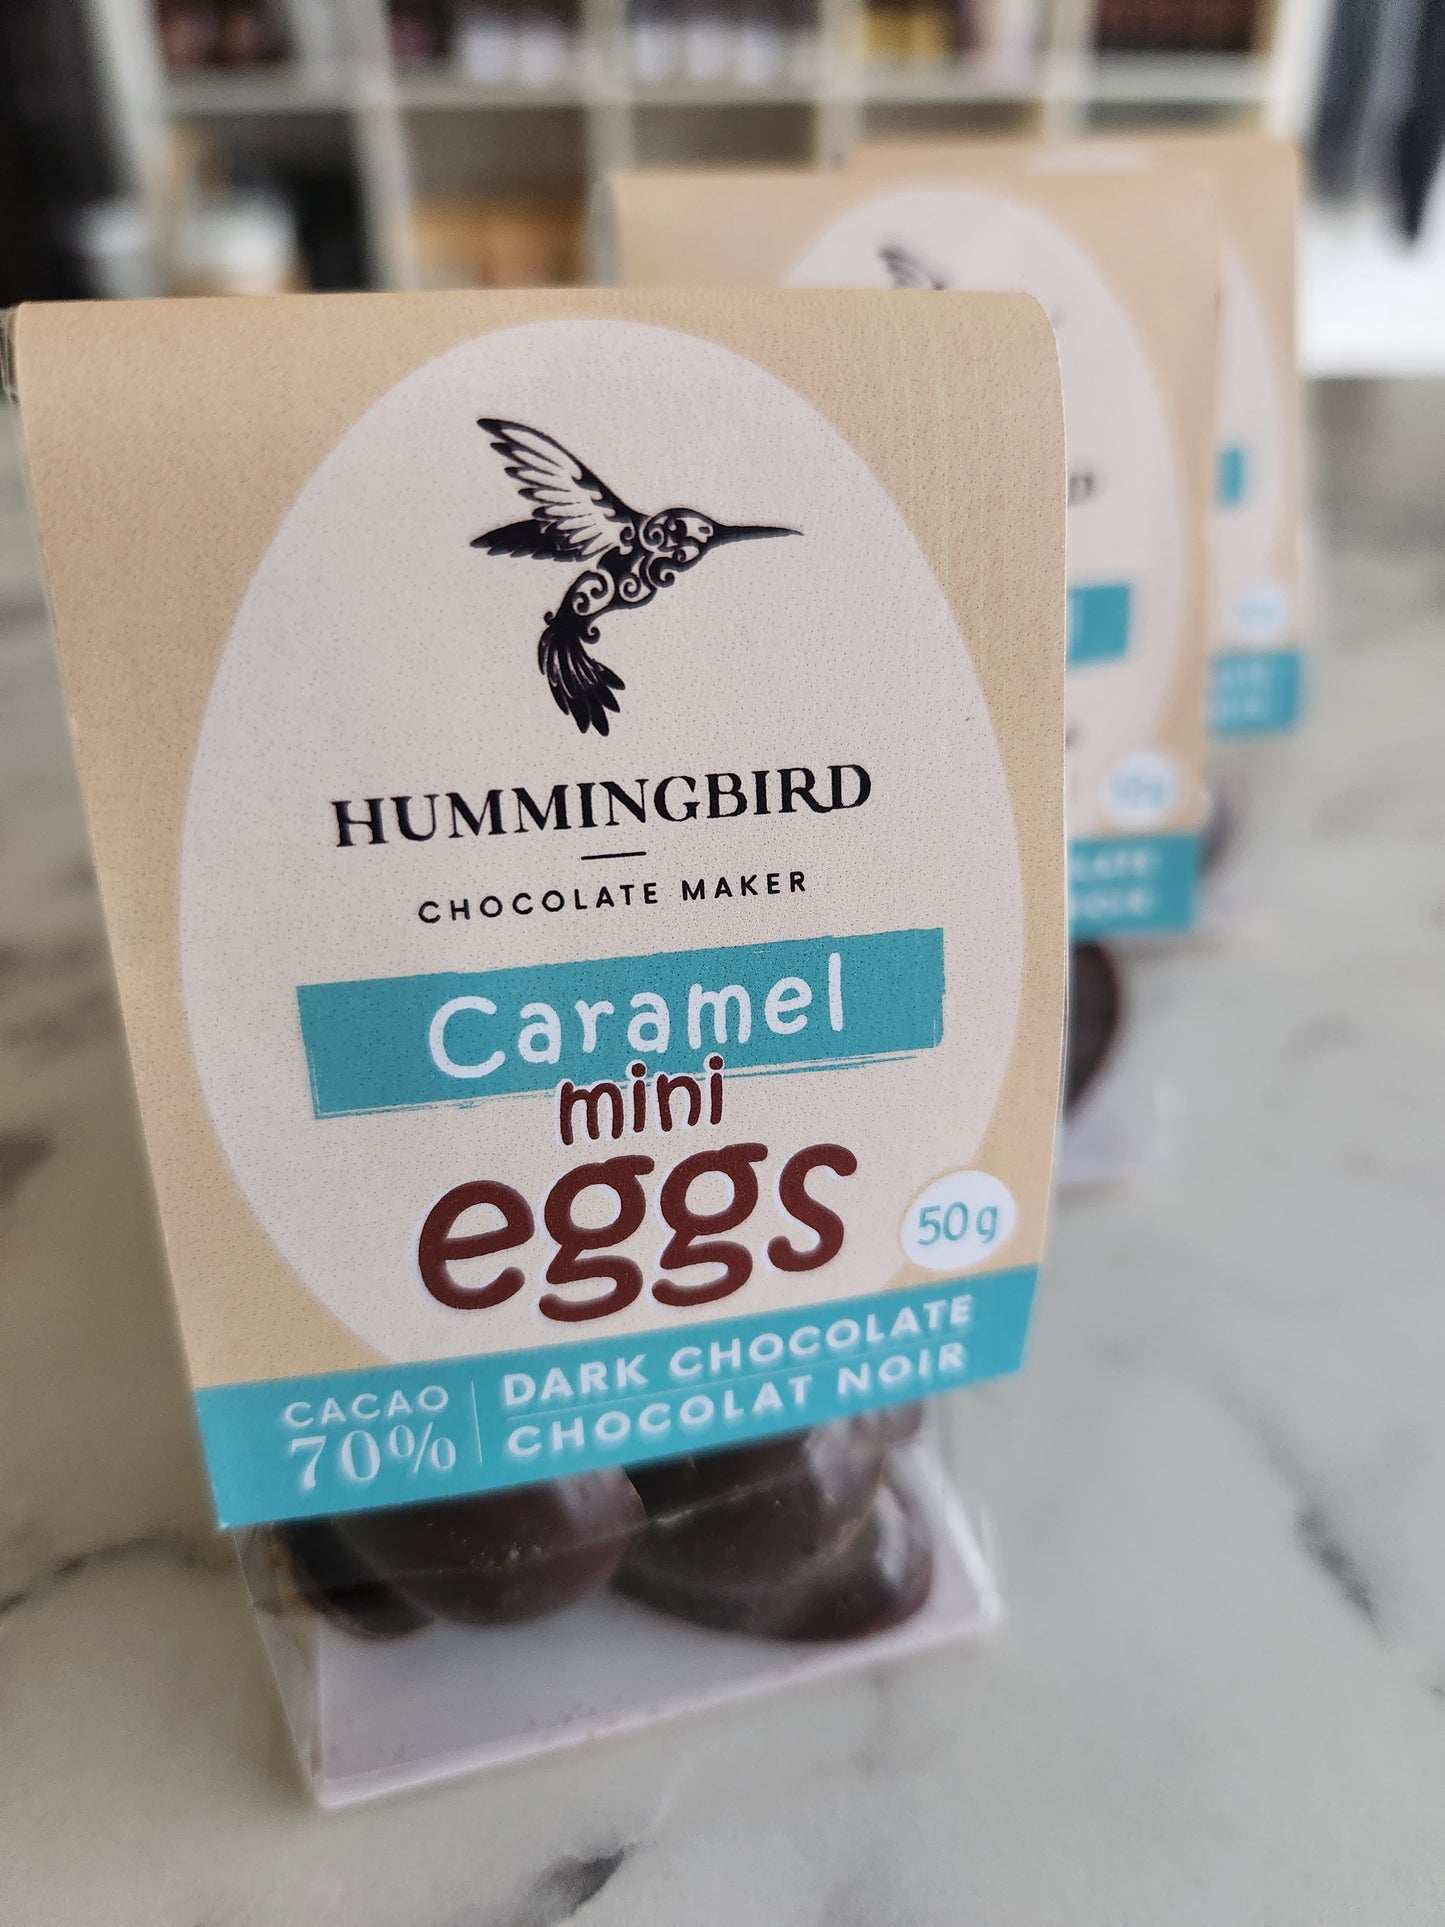 HUMMINGBIRD
CHOCOLATE MAKER
Caramel
mini
eggs
50g
CACAO
70%
DARK CHOCOLATE
CHOCOLAT NOIR